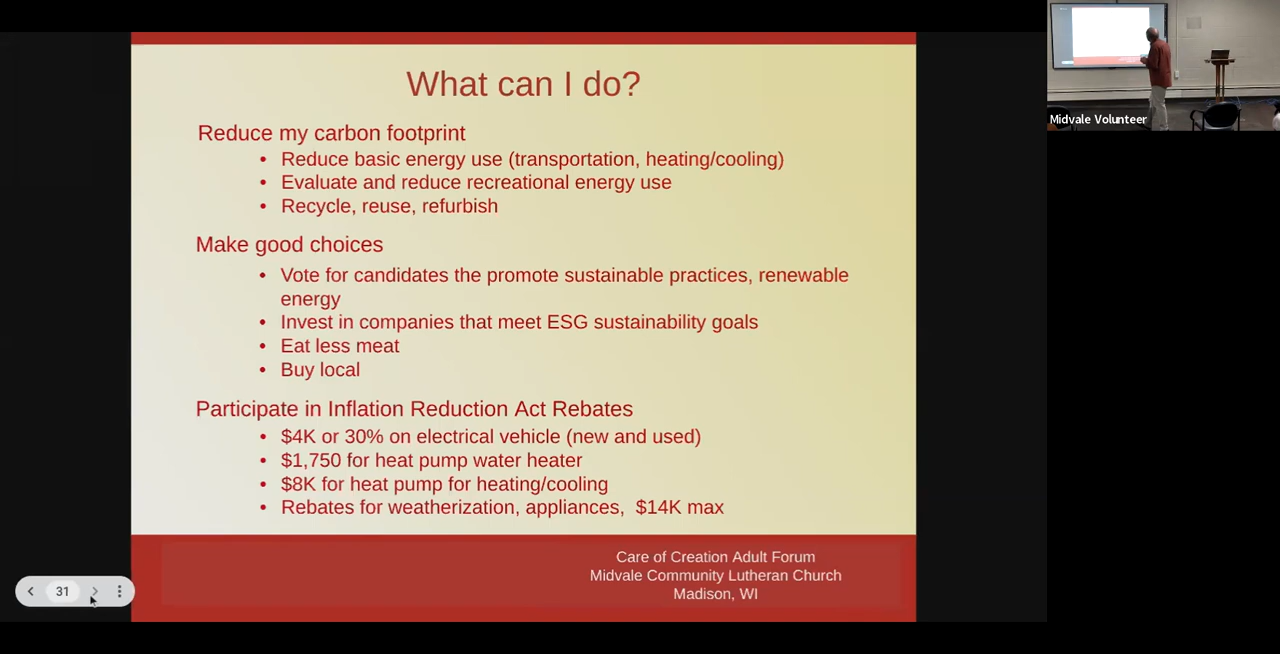 What can I do?
Reduce my carbon footprint
• Reduce basic energy use (transportation, heating/cooling)
• Evaluate and reduce recreational energy use
• Recycle, reuse, refurbish
Make good choices
• Vote for candidates the promote sustainable practices, renewable
energy
• Invest in companies that meet ESG sustainability goals
• Eat less meat
• Buy local
Participate in Inflation Reduction Act Rebates
• $4K or 30% on electrical vehicle (new and used)
• $1,750 for heat pump water heater
• $8K for heat pump for heating/cooling
• Rebates for weatherization, appliances, $14K max
Care of Creation Adult Forum
Midvale Community Lutheran Church
Madison, WI
31
Midvale Volunteer